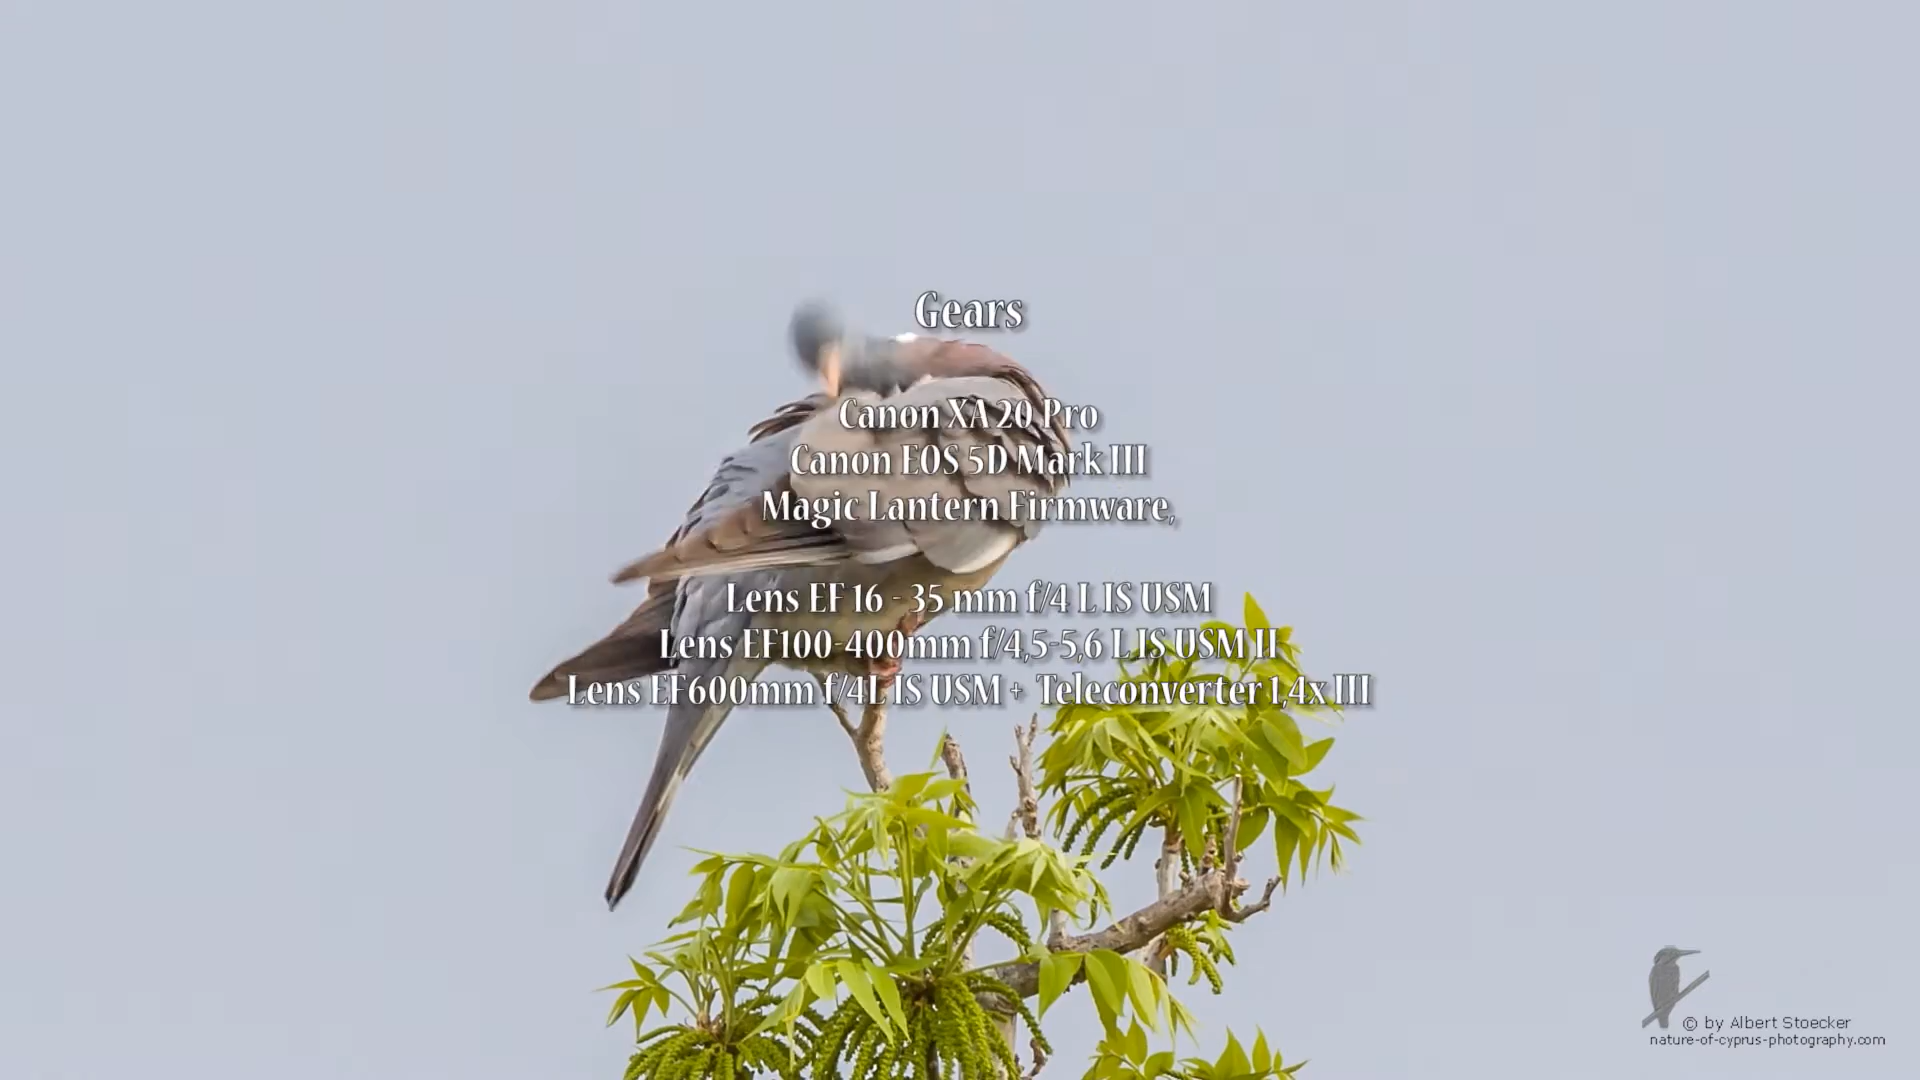 Gears
Canon XA 20 Pro
Canon EOS 5D Mark III
Magic Lantern Firmware,
Lens EF 16 - 35 mm f/4 L IS USM
Lens EF100-400mm f/4,5-5,6 L IS USM II
Lens EF600mm f/4L IS USM + Teleconverter 1,4x III
© by Albert Stoecker
nature-of-cyprus-photography.com